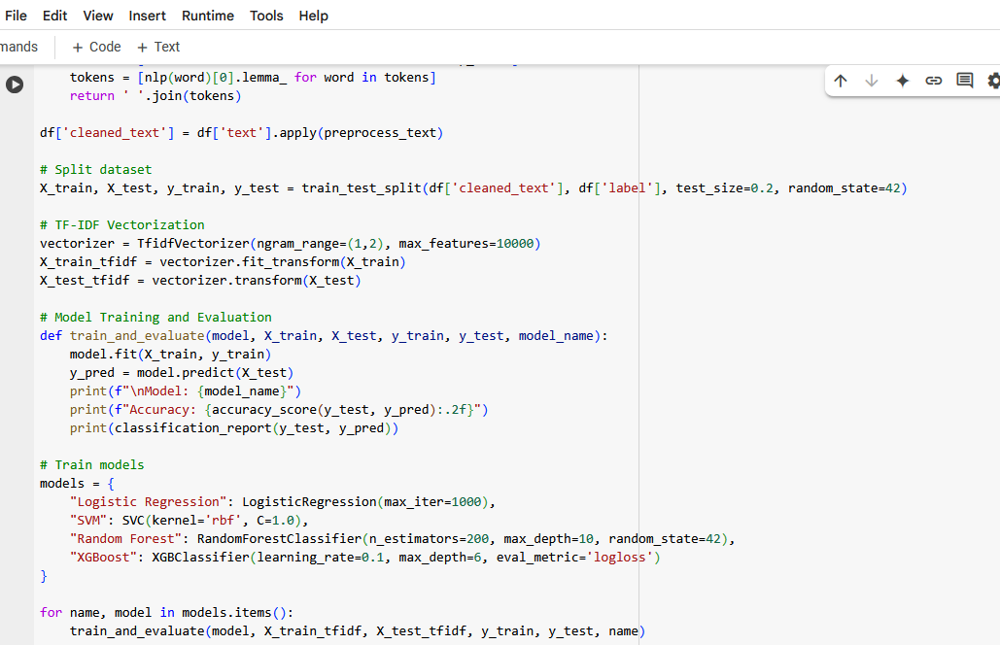 File Edit View Insert Runtime Tools Help
mands + Code + Text
    tokens = [nlp(word)[0].lemma_ for word in tokens]
    return ' '.join(tokens)
df['cleaned_text'] = df['text'].apply(preprocess_text)
# Split dataset
X_train, X_test, y_train, y_test = train_test_split(df['cleaned_text'], df['label'], test_size=0.2, random_state=42)
# TF-IDF Vectorization
vectorizer = TfidfVectorizer(ngram_range=(1,2), max_features=10000)
X_train_tfidf = vectorizer.fit_transform(X_train)
X_test_tfidf = vectorizer.transform(X_test)
# Model Training and Evaluation
def train_and_evaluate(model, X_train, X_test, y_train, y_test, model_name):
    model.fit(X_train, y_train)
    y_pred = model.predict(X_test)
    print(f"\nModel: {model_name}")
    print(f"Accuracy: {accuracy_score(y_test, y_pred):.2f}")
    print(classification_report(y_test, y_pred))
# Train models
models = {
    "Logistic Regression": LogisticRegression(max_iter=1000),
    "SVM": SVC(kernel='rbf', C=1.0),
    "Random Forest": RandomForestClassifier(n_estimators=200, max_depth=10, random_state=42),
    "XGBoost": XGBClassifier(learning_rate=0.1, max_depth=6, eval_metric='logloss')
}
for name, model in models.items():
    train_and_evaluate(model, X_train_tfidf, X_test_tfidf, y_train, y_test, name)